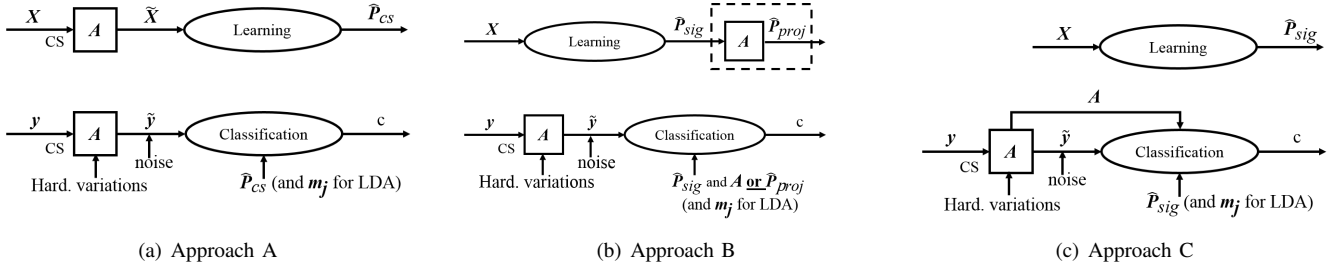 X
CS
A
X̃
Learning
P̂cs
y
CS
A
ỹ
noise
Classification
c
Hard. variations
P̂cs (and mj for LDA)
(a) Approach A
X
Learning
P̂sig
A
P̂proj
y
CS
A
ỹ
noise
Classification
c
Hard. variations
P̂sig and A or P̂proj
(and mj for LDA)
(b) Approach B
X
Learning
P̂sig
A
y
CS
A
ỹ
noise
Classification
c
Hard. variations
P̂sig (and mj for LDA)
(c) Approach C